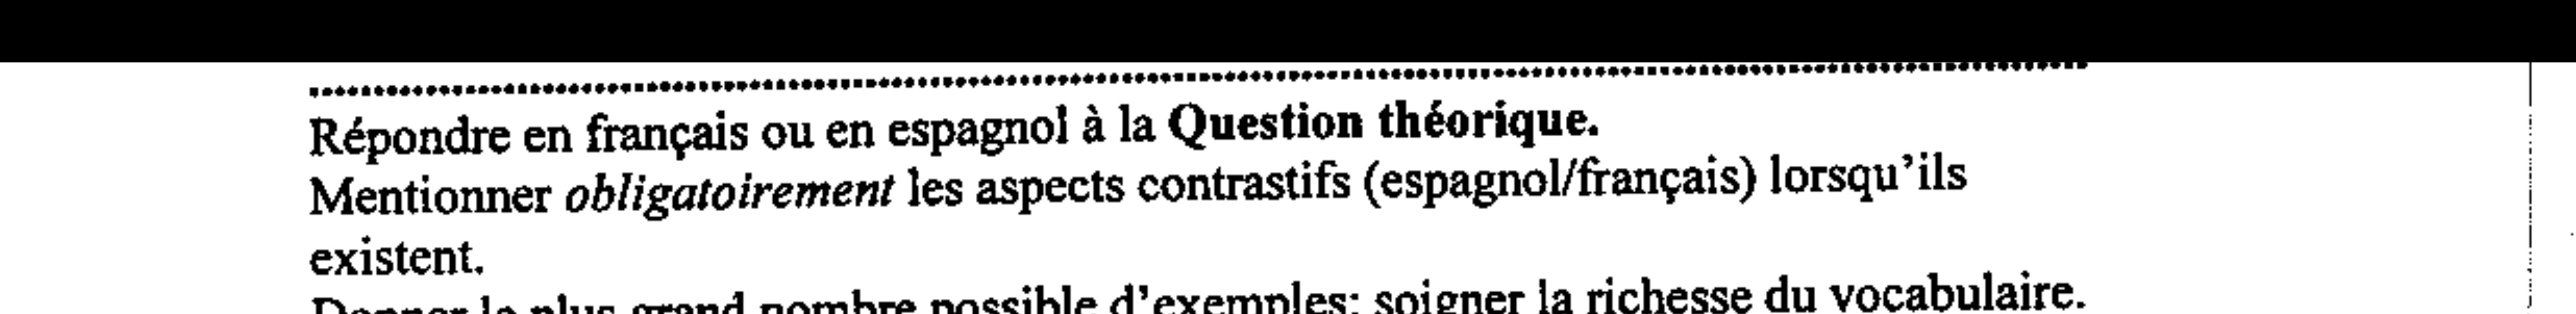 Répondre en français ou en espagnol à la Question théorique.
Mentionner obligatoirement les aspects contrastifs (espagnol/français) lorsqu'ils
existent.
Donner le plus grand nombre possible d'exemples; soigner la richesse du vocabulaire.